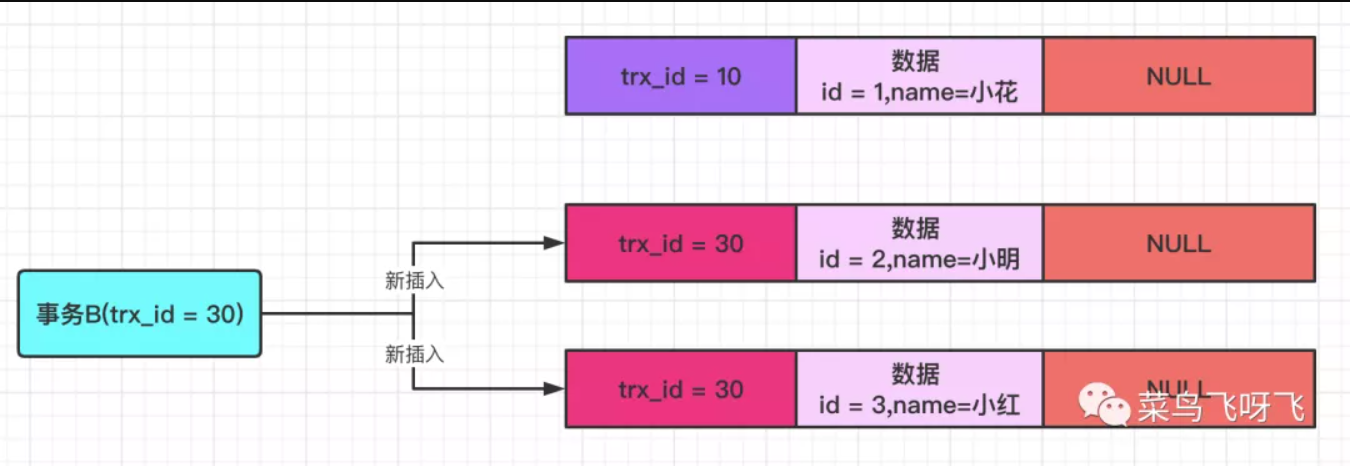 trx_id = 10
数据
id = 1,name=小花
NULL
trx_id = 30
数据
id = 2,name=小明
NULL
新插入
事务B(trx_id = 30)
新插入
trx_id = 30
数据
id = 3,name=小红
NULL
菜鸟飞呀飞